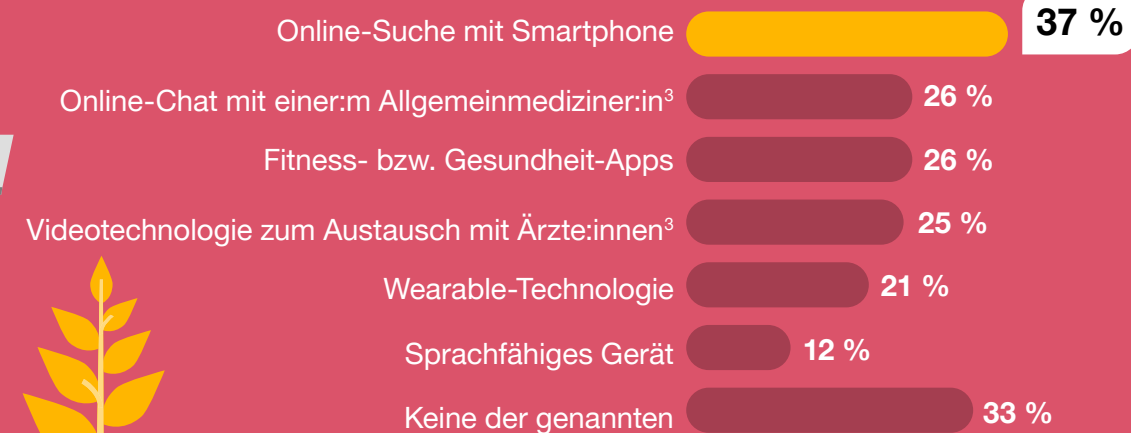 Online-Suche mit Smartphone 37 %
Online-Chat mit einer:m Allgemeinmediziner:in³ 26 %
Fitness- bzw. Gesundheit-Apps 26 %
Videotechnologie zum Austausch mit Ärzte:innen³ 25 %
Wearable-Technologie 21 %
Sprachfähiges Gerät 12 %
Keine der genannten 33 %